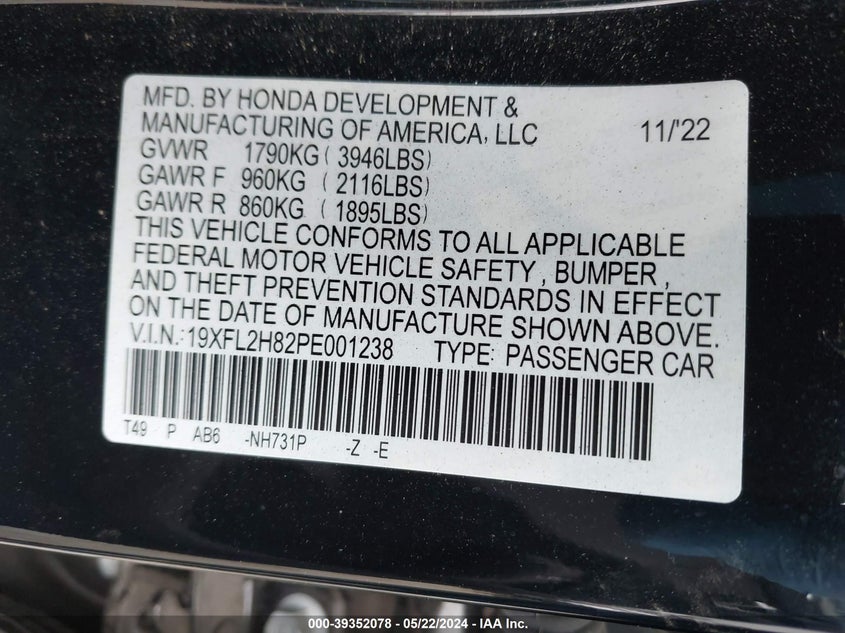 MFD. BY HONDA DEVELOPMENT &
MANUFACTURING OF AMERICA, LLC 11/'22
GVWR 1790KG ( 3946LBS)
GAWR F 960KG ( 2116LBS)
GAWR R 860KG ( 1895LBS)
THIS VEHICLE CONFORMS TO ALL APPLICABLE
FEDERAL MOTOR VEHICLE SAFETY, BUMPER,
AND THEFT PREVENTION STANDARDS IN EFFECT
ON THE DATE OF MANUFACTURE SHOWN ABOVE.
V.I.N.:19XFL2H82PE001238 TYPE: PASSENGER CAR
T49 P AB6 -NH731P -Z -E
000-39352078 - 05/22/2024 - IAA Inc.